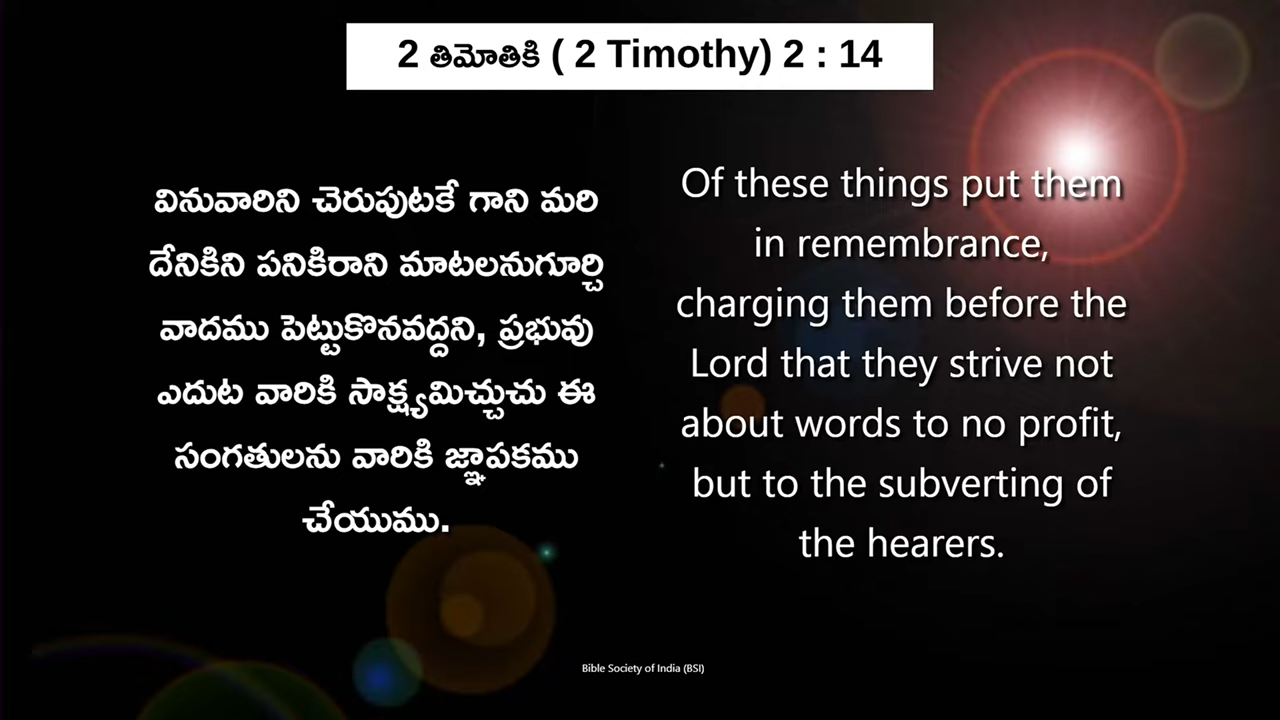 2 తిమోతికి ( 2 Timothy) 2 : 14
వినువారిని చెరుపుటకే గాని మరి
దేనికిని పనికిరాని మాటలనుగూర్చి
వాదము పెట్టుకొనవద్దని, ప్రభువు
ఎదుట వారికి సాక్ష్యమిచ్చుచు ఈ
సంగతులను వారికి జ్ఞాపకము
చేయుము.
Of these things put them
in remembrance,
charging them before the
Lord that they strive not
about words to no profit,
but to the subverting of
the hearers.
Bible Society of India (BSI)